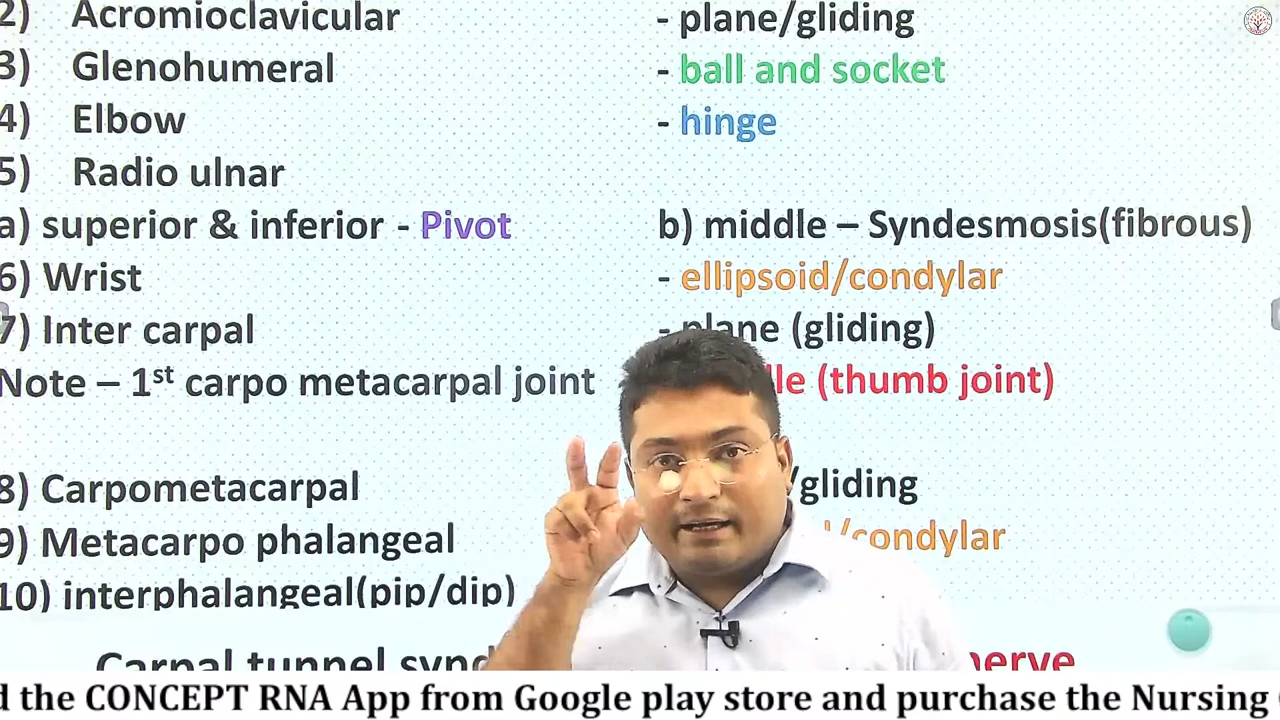 2) Acromioclavicular - plane/gliding
3) Glenohumeral - ball and socket
4) Elbow - hinge
5) Radio ulnar
a) superior & inferior - Pivot b) middle – Syndesmosis(fibrous)
6) Wrist - ellipsoid/condylar
7) Inter carpal - plane (gliding)
Note – 1st carpo metacarpal joint (thumb joint)
8) Carpometacarpal /gliding
9) Metacarpo phalangeal /condylar
10) interphalangeal(pip/dip)
Carpal tunnel nerve
the CONCEPT RNA App from Google play store and purchase the Nursing